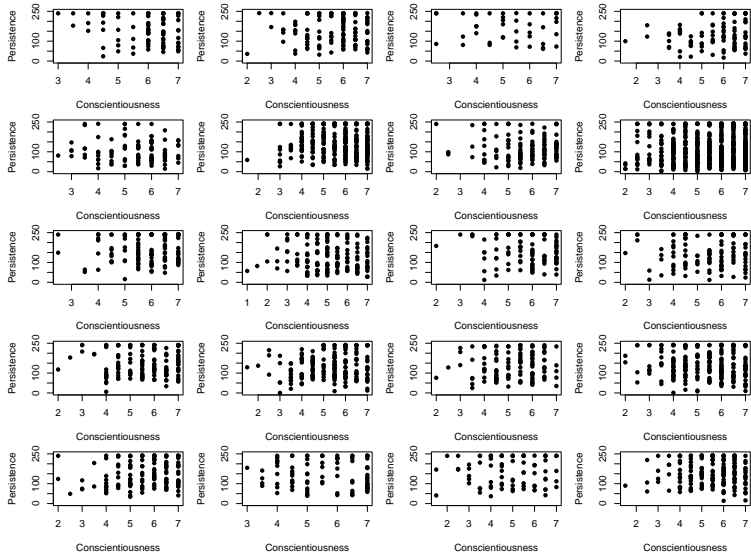 Persistence 0 100 250 Persistence 0 100 250 Persistence 0 100 250 Persistence 0 100 250
3 4 5 6 7 2 3 4 5 6 7 3 4 5 6 7 2 3 4 5 6 7
Conscientiousness Conscientiousness Conscientiousness Conscientiousness
Persistence 0 100 250 Persistence 0 100 250 Persistence 0 100 250 Persistence 0 100 250
3 4 5 6 7 2 3 4 5 6 7 2 3 4 5 6 7 2 3 4 5 6 7
Conscientiousness Conscientiousness Conscientiousness Conscientiousness
Persistence 0 100 250 Persistence 0 100 250 Persistence 0 100 250 Persistence 0 100 250
2 3 4 5 6 7 1 2 3 4 5 6 7 2 3 4 5 6 7 2 3 4 5 6 7
Conscientiousness Conscientiousness Conscientiousness Conscientiousness
Persistence 0 100 250 Persistence 0 100 250 Persistence 0 100 250 Persistence 0 100 250
2 3 4 5 6 7 2 3 4 5 6 7 2 3 4 5 6 7 2 3 4 5 6 7
Conscientiousness Conscientiousness Conscientiousness Conscientiousness
Persistence 0 100 250 Persistence 0 100 250 Persistence 0 100 250 Persistence 0 100 250
2 3 4 5 6 7 3 4 5 6 7 2 3 4 5 6 7 2 3 4 5 6 7
Conscientiousness Conscientiousness Conscientiousness Conscientiousness